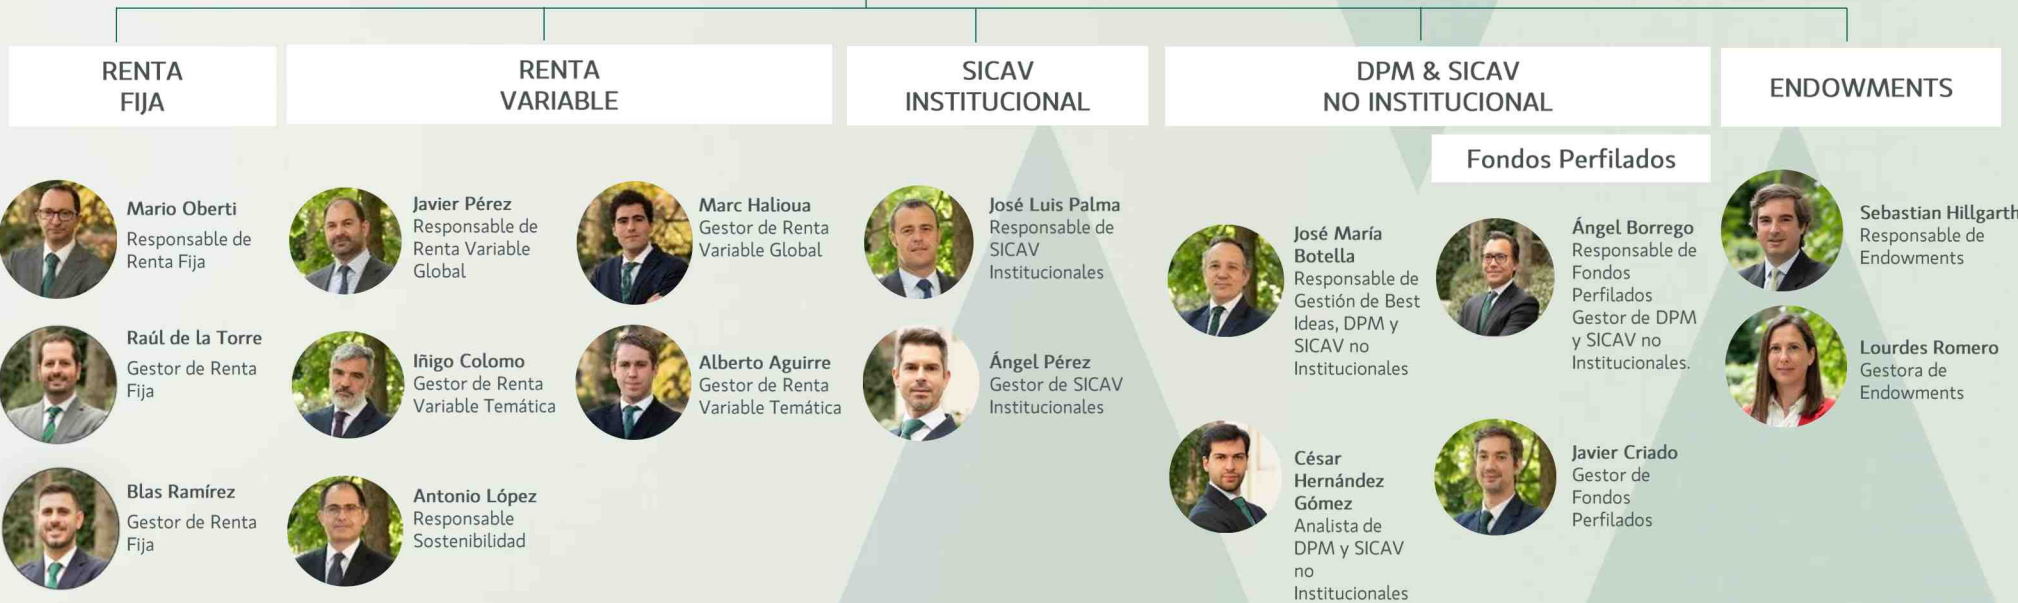 RENTA
FIJA
RENTA
VARIABLE
SICAV
INSTITUCIONAL
DPM & SICAV
NO INSTITUCIONAL
ENDOWMENTS
Fondos Perfilados
Mario Oberti
Responsable de
Renta Fija
Raúl de la Torre
Gestor de Renta
Fija
Blas Ramírez
Gestor de Renta
Fija
Javier Pérez
Responsable de
Renta Variable
Global
Iñigo Colomo
Gestor de Renta
Variable Temática
Antonio López
Responsable
Sostenibilidad
Marc Halioua
Gestor de Renta
Variable Global
Alberto Aguirre
Gestor de Renta
Variable Temática
José Luis Palma
Responsable de
SICAV
Institucionales
Ángel Pérez
Gestor de SICAV
Institucionales
José María
Botella
Responsable de
Gestión de Best
Ideas, DPM y
SICAV no
Institucionales
César
Hernández
Gómez
Analista de
DPM y SICAV
no
Institucionales
Ángel Borrego
Responsable de
Fondos
Perfilados
Gestor de DPM
y SICAV no
Institucionales.
Javier Criado
Gestor de
Fondos
Perfilados
Sebastian Hillgarth
Responsable de
Endowments
Lourdes Romero
Gestora de
Endowments